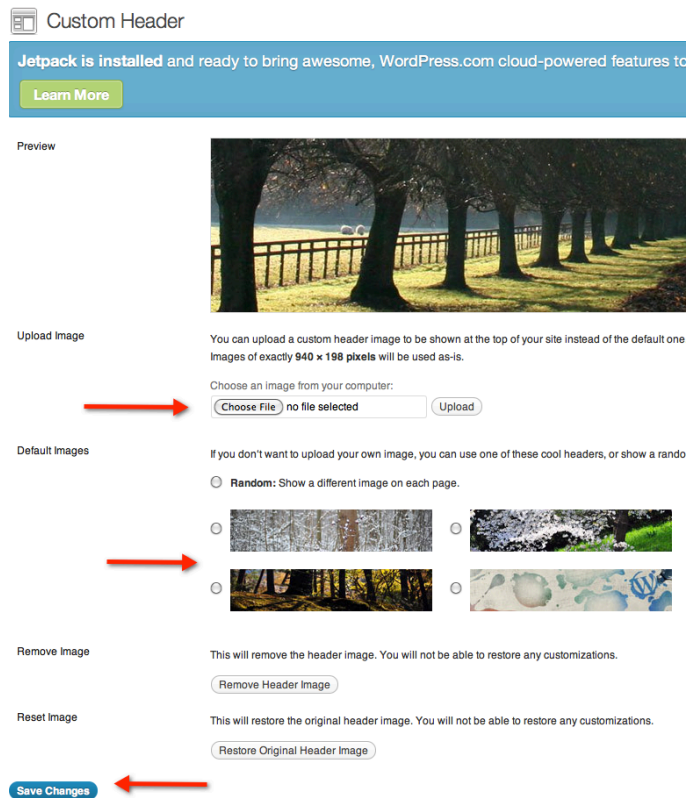 Custom Header
Jetpack is installed and ready to bring awesome, WordPress.com cloud-powered features to
Learn More
Preview
Upload Image
You can upload a custom header image to be shown at the top of your site instead of the default one
Images of exactly 940 × 198 pixels will be used as-is.
Choose an image from your computer:
Choose File no file selected Upload
Default Images
If you don't want to upload your own image, you can use one of these cool headers, or show a rando
Random: Show a different image on each page.
Remove Image
This will remove the header image. You will not be able to restore any customizations.
Remove Header Image
Reset Image
This will restore the original header image. You will not be able to restore any customizations.
Restore Original Header Image
Save Changes